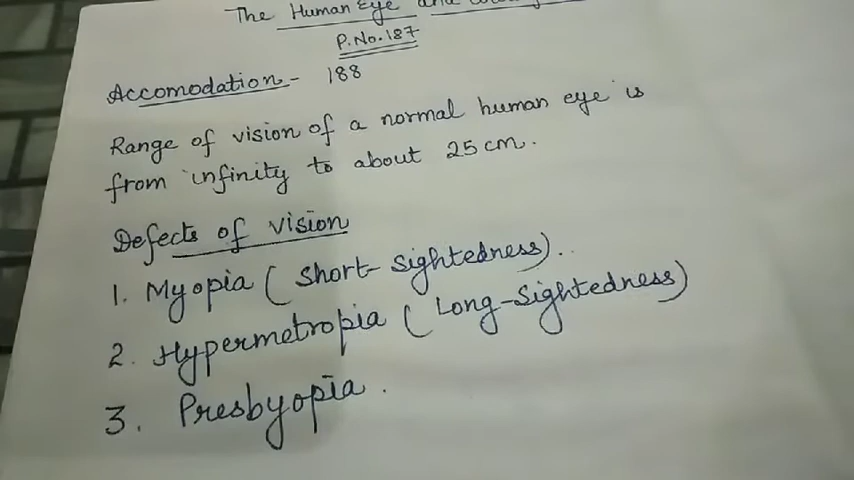 The Human Eye and
P.No.187
Accomodation - 188
Range of vision of a normal human eye is
from infinity to about 25 cm.
Defects of vision
1. Myopia (Short-Sightedness).
2. Hypermetropia (Long-Sightedness)
3. Presbyopia.